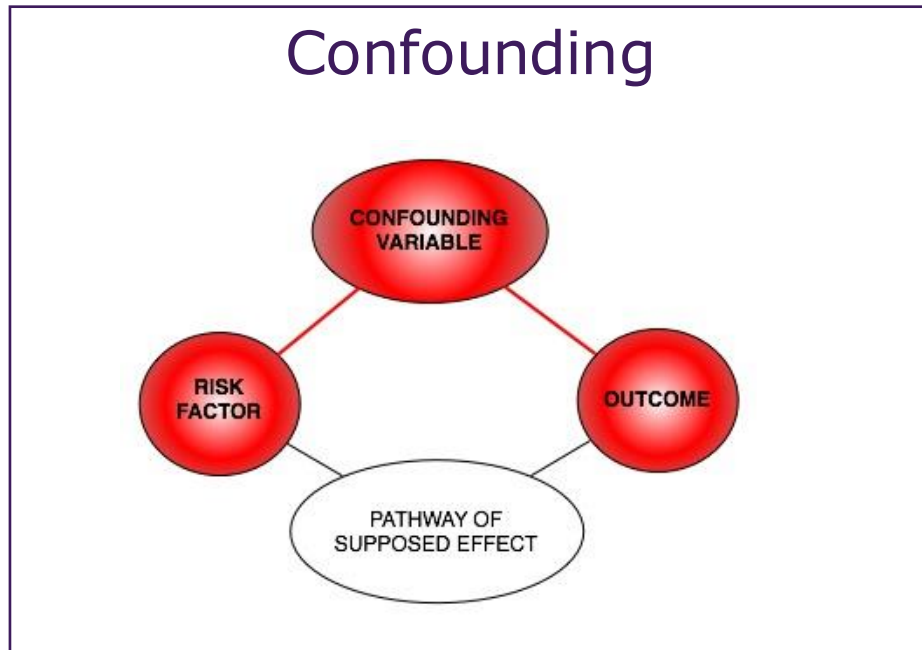 Confounding
CONFOUNDING
VARIABLE
RISK
FACTOR
OUTCOME
PATHWAY OF
SUPPOSED EFFECT